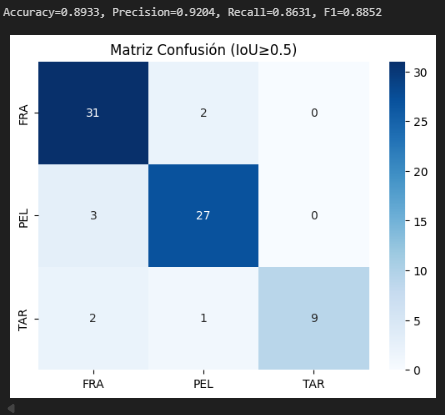 Accuracy=0.8933, Precision=0.9204, Recall=0.8631, F1=0.8852
Matriz Confusión (IoU≥0.5)
FRA 31 2 0
PEL 3 27 0
TAR 2 1 9
FRA PEL TAR
30
25
20
15
10
5
0